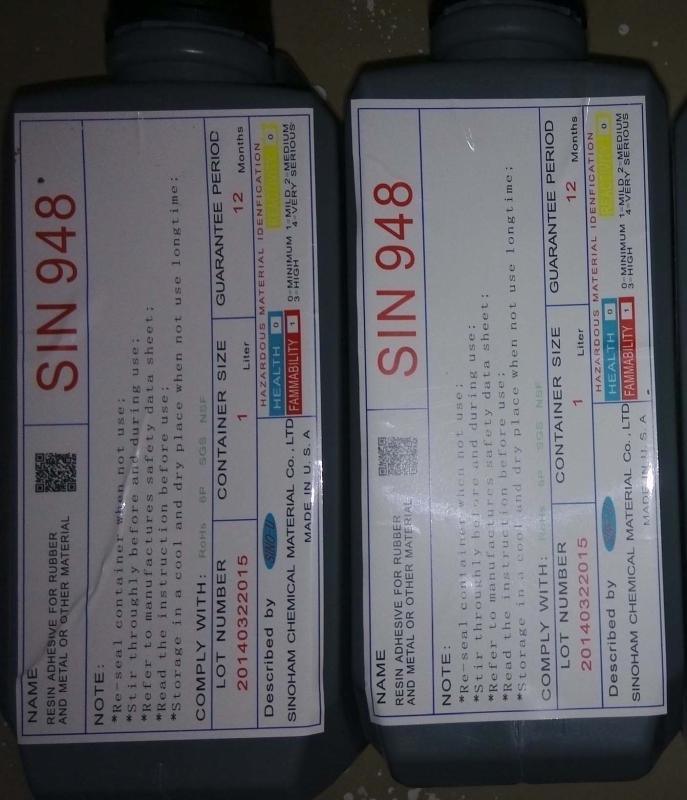 NAME
RESIN ADHESIVE FOR RUBBER
AND METAL OR OTHER MATERIAL
SIN 948
NOTE:
*Re-seal container when not use;
*Stir throughly before and during use;
*Refer to manufactures safety data sheet;
*Read the instruction before use;
*Storage in a cool and dry place when not use longtime;
COMPLY WITH: RoHs SP SGS NSF
LOT NUMBER
20140322015
CONTAINER SIZE
1 Liter
GUARANTEE PERIOD
12 Months
Described by
SINOHAM CHEMICAL MATERIAL Co., LTD
MADE IN U.S.A
HAZARDOUS MATERIAL IDENFICATION
HEALTH 0
FAMMABILITY 1
0
0-MINIMUM 1-MILD 2-MEDIUM
3-HIGH 4-VERY SERIOUS
NAME
RESIN ADHESIVE FOR RUBBER
AND METAL OR OTHER MATERIAL
SIN 948
NOTE:
*Re-seal container when not use;
*Stir throughly before and during use;
*Refer to manufactures safety data sheet;
*Read the instruction before use;
*Storage in a cool and dry place when not use longtime;
COMPLY WITH: RoHs SP SGS NSF
LOT NUMBER
20140322015
CONTAINER SIZE
1 Liter
GUARANTEE PERIOD
12 Months
Described by
SINOHAM CHEMICAL MATERIAL Co., LTD
MADE IN U.S.A
HAZARDOUS MATERIAL IDENFICATION
HEALTH 0
FAMMABILITY 1
0
0-MINIMUM 1-MILD 2-MEDIUM
3-HIGH 4-VERY SERIOUS